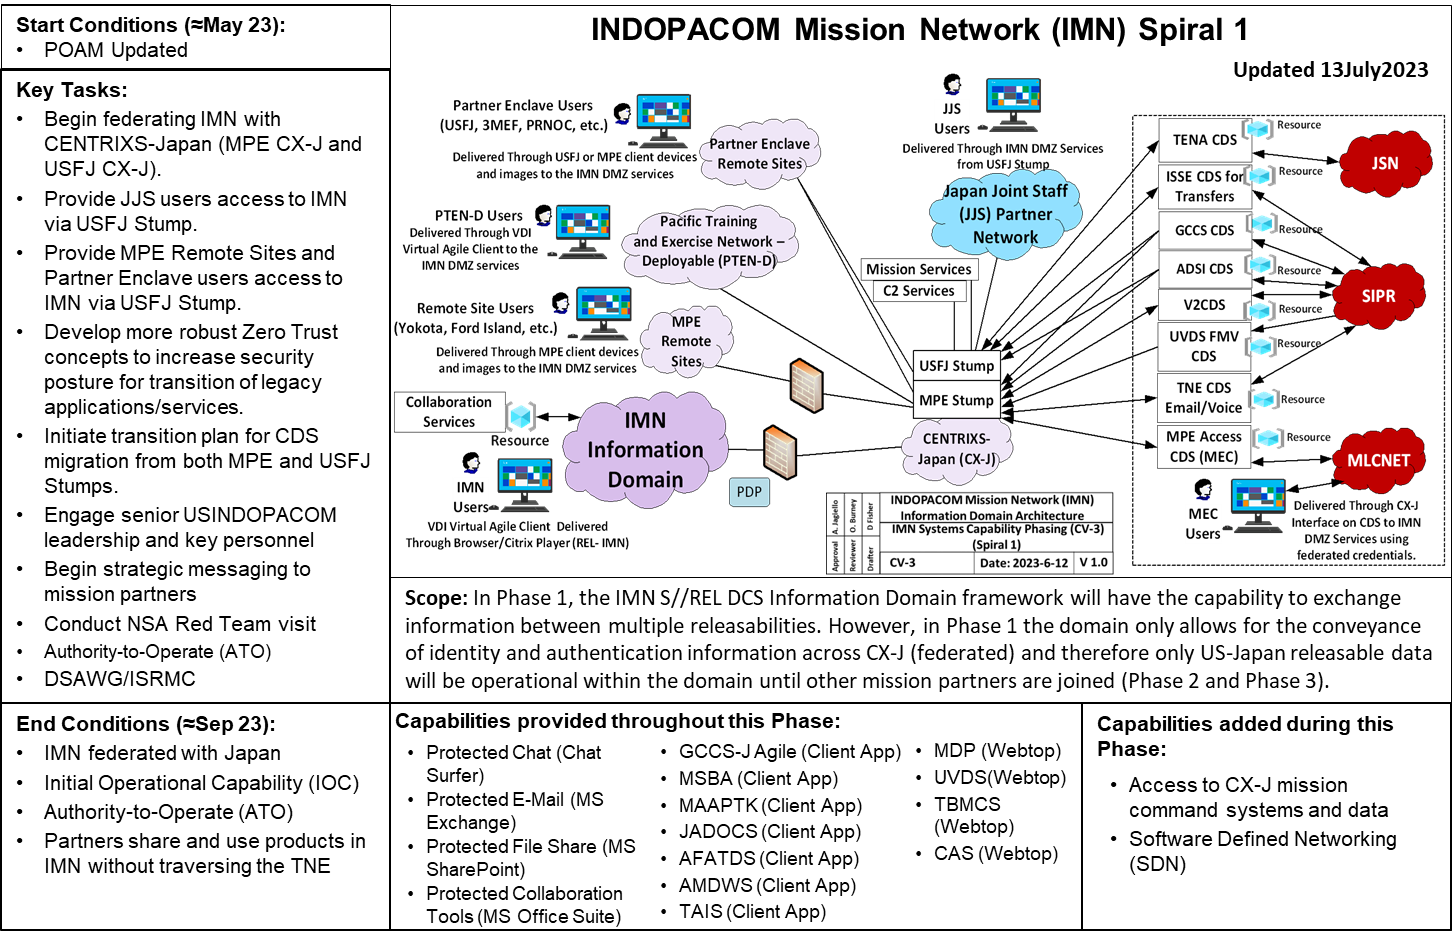 Start Conditions (≈May 23):
• POAM Updated
Key Tasks:
• Begin federating IMN with
CENTRIXS-Japan (MPE CX-J and
USFJ CX-J).
• Provide JJS users access to IMN
via USFJ Stump.
• Provide MPE Remote Sites and
Partner Enclave users access to
IMN via USFJ Stump.
• Develop more robust Zero Trust
concepts to increase security
posture for transition of legacy
applications/services.
• Initiate transition plan for CDS
migration from both MPE and USFJ
Stumps.
• Engage senior USINDOPACOM
leadership and key personnel
• Begin strategic messaging to
mission partners
• Conduct NSA Red Team visit
• Authority-to-Operate (ATO)
• DSAWG/ISRMC
End Conditions (≈Sep 23):
• IMN federated with Japan
• Initial Operational Capability (IOC)
• Authority-to-Operate (ATO)
• Partners share and use products in
IMN without traversing the TNE
INDOPACOM Mission Network (IMN) Spiral 1
Updated 13July2023
Partner Enclave Users
(USFJ, 3MEF, PRNOC, etc.)
Delivered Through USFJ or MPE client devices
and images to the IMN DMZ services
Partner Enclave
Remote Sites
JJS
Users
Delivered Through IMN DMZ Services
from USFJ Stump
Japan Joint Staff
(JJS) Partner
Network
PTEN-D Users
Delivered Through VDI
Virtual Agile Client to the
IMN DMZ services
Pacific Training
and Exercise Network –
Deployable (PTEN-D)
Mission Services
C2 Services
Remote Site Users
(Yokota, Ford Island, etc.)
Delivered Through MPE client devices
and images to the IMN DMZ services
MPE
Remote
Sites
USFJ Stump
MPE Stump
CENTRIXS-
Japan (CX-J)
Collaboration
Services
Resource
IMN
Information
Domain
IMN
Users
VDI Virtual Agile Client Delivered
Through Browser/Citrix Player (REL- IMN)
PDP
TENA CDS
Resource
ISSE CDS for
Transfers
Resource
GCCS CDS
Resource
ADSI CDS
Resource
V2CDS
Resource
UVDS FMV
CDS
Resource
TNE CDS
Email/Voice
Resource
MPE Access
CDS (MEC)
Resource
JSN
SIPR
MLCNET
MEC
Users
Delivered Through CX-J
Interface on CDS to IMN
DMZ Services using
federated credentials.
Approval A. Jagiello
Reviewer O. Burney
Drafter D Fisher
INDOPACOM Mission Network (IMN)
Information Domain Architecture
IMN Systems Capability Phasing (CV-3)
(Spiral 1)
CV-3 Date: 2023-6-12 V 1.0
Scope: In Phase 1, the IMN S//REL DCS Information Domain framework will have the capability to exchange
information between multiple releasabilities. However, in Phase 1 the domain only allows for the conveyance
of identity and authentication information across CX-J (federated) and therefore only US-Japan releasable data
will be operational within the domain until other mission partners are joined (Phase 2 and Phase 3).
Capabilities provided throughout this Phase:
• Protected Chat (Chat
Surfer)
• Protected E-Mail (MS
Exchange)
• Protected File Share (MS
SharePoint)
• Protected Collaboration
Tools (MS Office Suite)
• GCCS-J Agile (Client App)
• MSBA (Client App)
• MAAPTK (Client App)
• JADOCS (Client App)
• AFATDS (Client App)
• AMDWS (Client App)
• TAIS (Client App)
• MDP (Webtop)
• UVDS(Webtop)
• TBMCS
(Webtop)
• CAS (Webtop)
Capabilities added during this
Phase:
• Access to CX-J mission
command systems and data
• Software Defined Networking
(SDN)